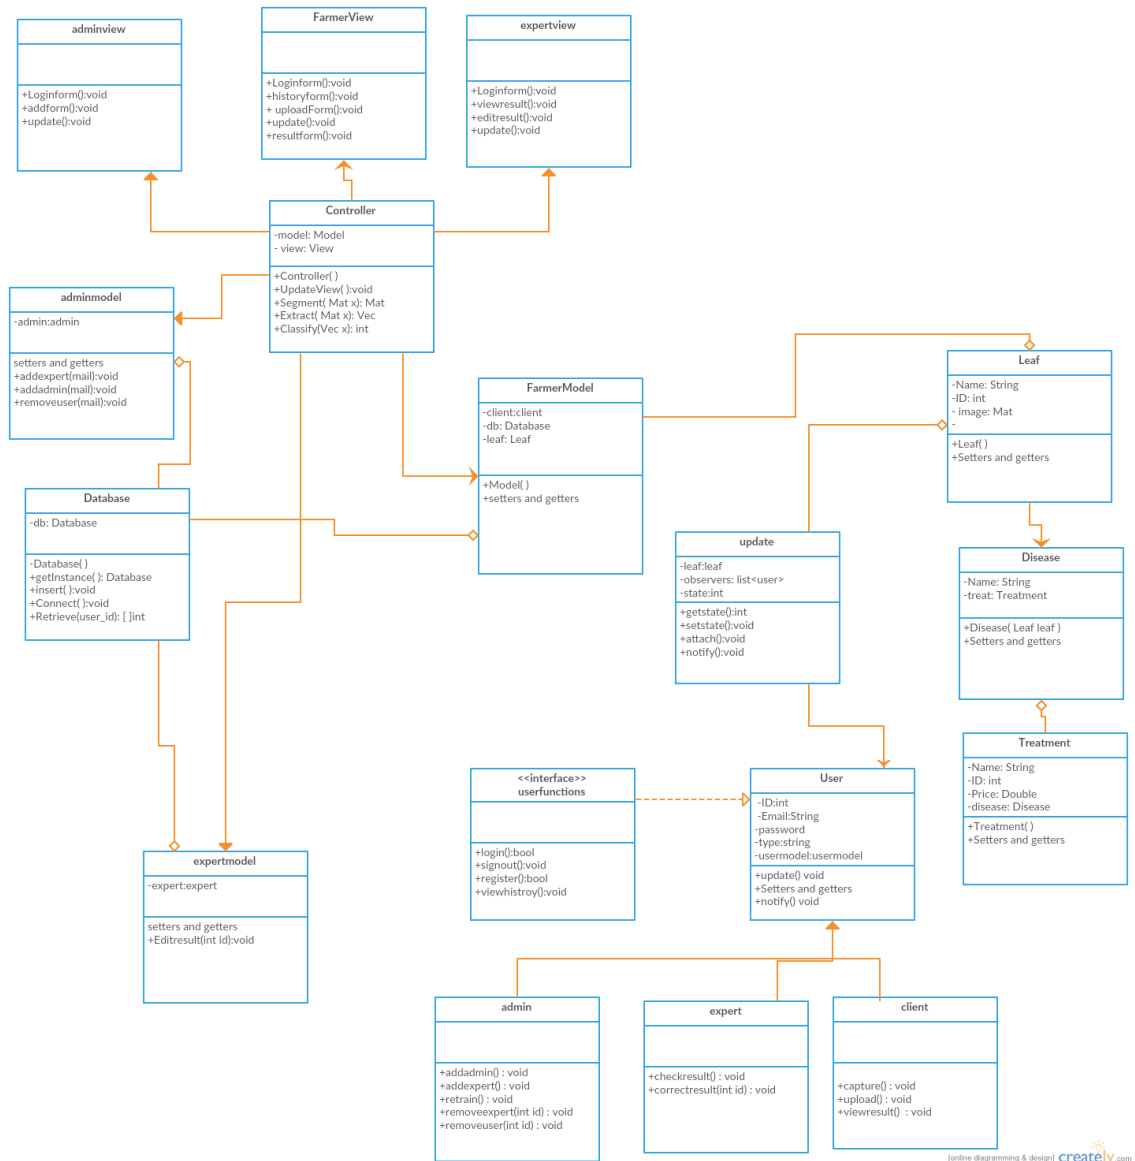 adminview
+Loginform():void
+addform():void
+update():void
FarmerView
+Loginform():void
+historyform():void
+ uploadForm():void
+update():void
+resultform():void
expertview
+Loginform():void
+viewresult():void
+editresult():void
+update():void
Controller
-model: Model
- view: View
+Controller( )
+UpdateView( ):void
+Segment( Mat x): Mat
+Extract( Mat x): Vec
+Classify(Vec x): int
adminmodel
-admin:admin
setters and getters
+addexpert(mail):void
+addadmin(mail):void
+removeuser(mail):void
FarmerModel
-client:client
-db: Database
-leaf: Leaf
+Model( )
+setters and getters
Leaf
-Name: String
-ID: int
- image: Mat
-
+Leaf( )
+Setters and getters
Database
-db: Database
-Database( )
+getInstance( ): Database
+insert( ):void
+Connect( ):void
+Retrieve(user_id): [ ]int
update
-leaf:leaf
-observers: list<user>
-state:int
+getstate():int
+setstate():void
+attach():void
+notify():void
Disease
-Name: String
-treat: Treatment
+Disease( Leaf leaf )
+Setters and getters
Treatment
-Name: String
-ID: int
-Price: Double
-disease: Disease
+Treatment( )
+Setters and getters
<<interface>>
userfunctions
+login():bool
+signout():void
+register():bool
+viewhistroy():void
User
-ID:int
-Email:String
-password
-type:string
-usermodel:usermodel
+update() void
+Setters and getters
+notify() void
expertmodel
-expert:expert
setters and getters
+Editresult(int id):void
admin
+addadmin() : void
+addexpert() : void
+retrain() : void
+removeexpert(int id) : void
+removeuser(int id) : void
expert
+checkresult() : void
+correctresult(int id) : void
client
+capture() : void
+upload() : void
+viewresult() : void
[online diagramming & design] creately.com